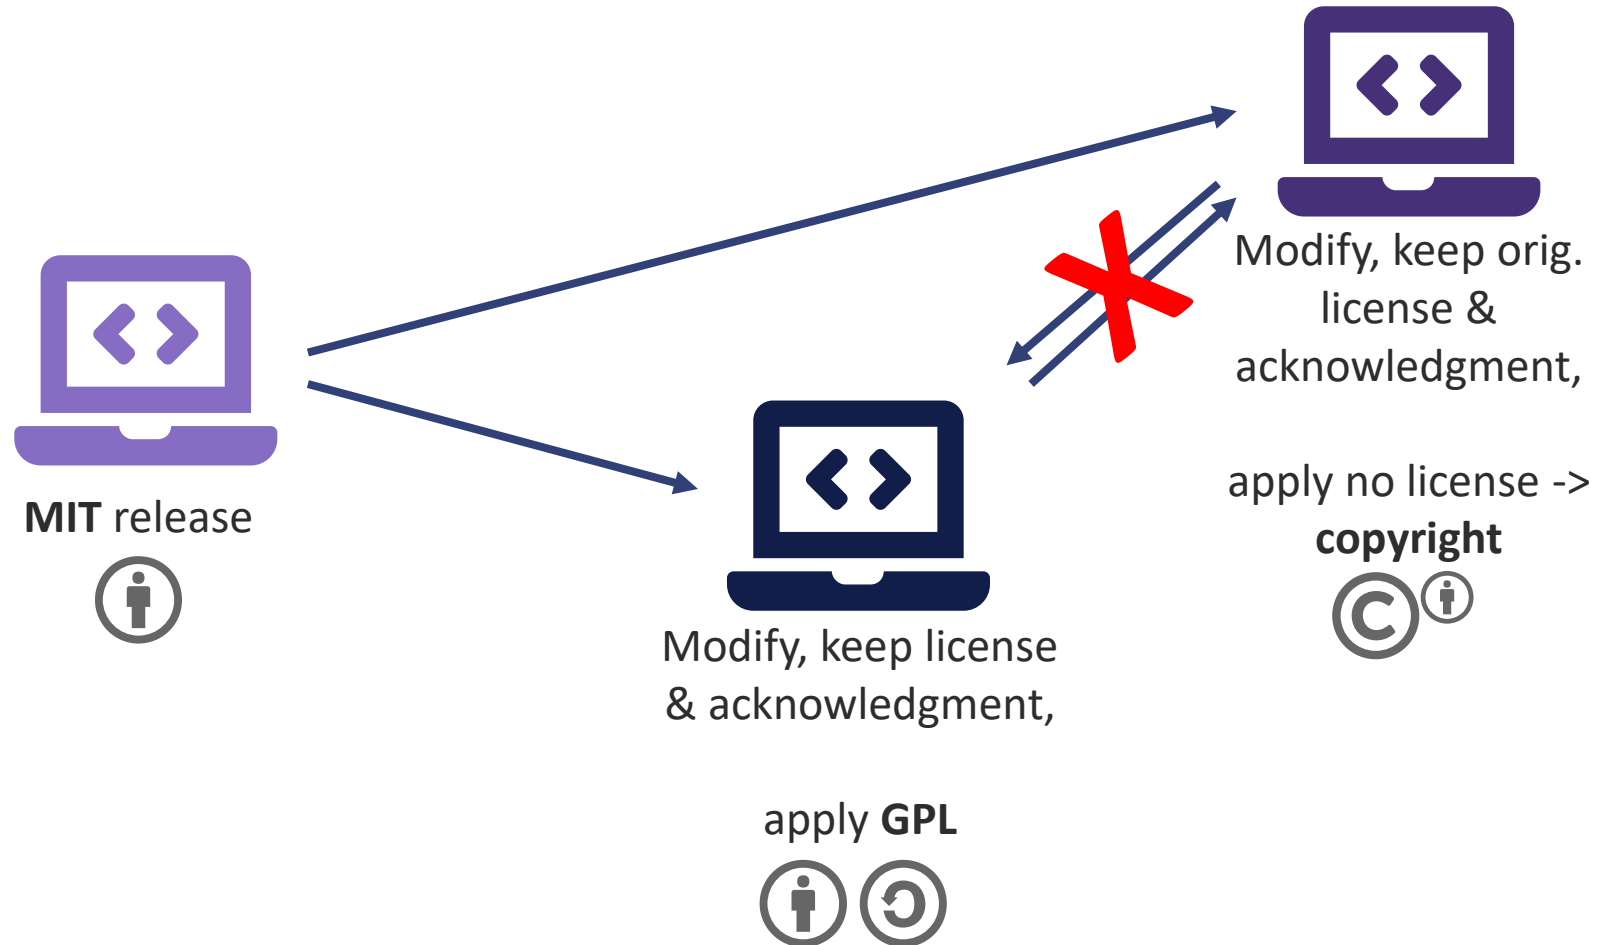 MIT release
Modify, keep license
& acknowledgment,
apply GPL
Modify, keep orig.
license &
acknowledgment,
apply no license ->
copyright